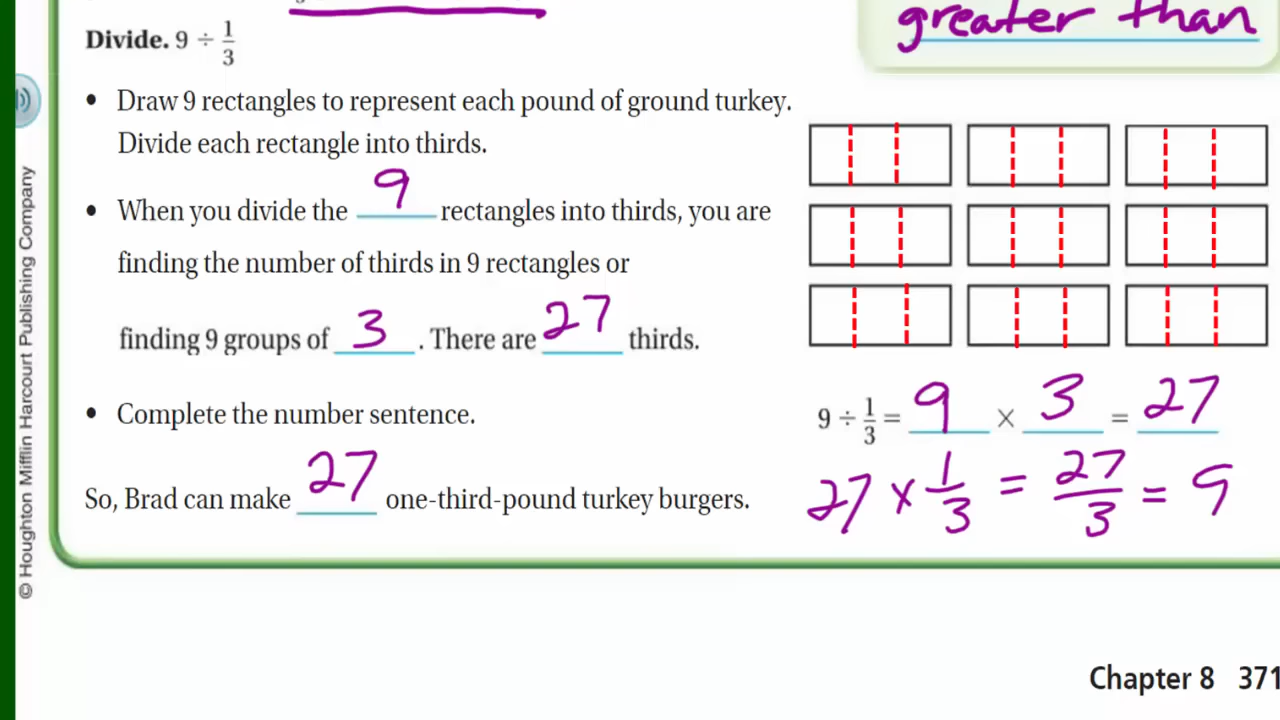 greater than
Divide. 9 ÷ 1/3
• Draw 9 rectangles to represent each pound of ground turkey.
Divide each rectangle into thirds.
• When you divide the 9 rectangles into thirds, you are
finding the number of thirds in 9 rectangles or
finding 9 groups of 3 . There are 27 thirds.
• Complete the number sentence.
9 ÷ 1/3 = 9 × 3 = 27
So, Brad can make 27 one-third-pound turkey burgers.
27 × 1/3 = 27/3 = 9
© Houghton Mifflin Harcourt Publishing Company
Chapter 8 371